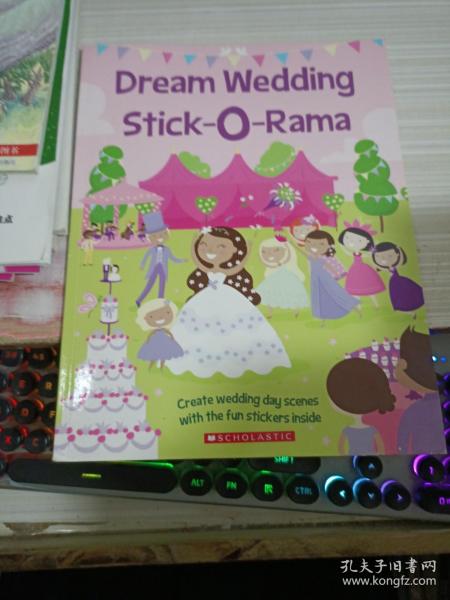 Dream Wedding
Stick-O-Rama
Create wedding day scenes
with the fun stickers inside
SCHOLASTIC
SHIFT
ALT
FN
CTRL
孔夫子旧书网
www.kongfz.com